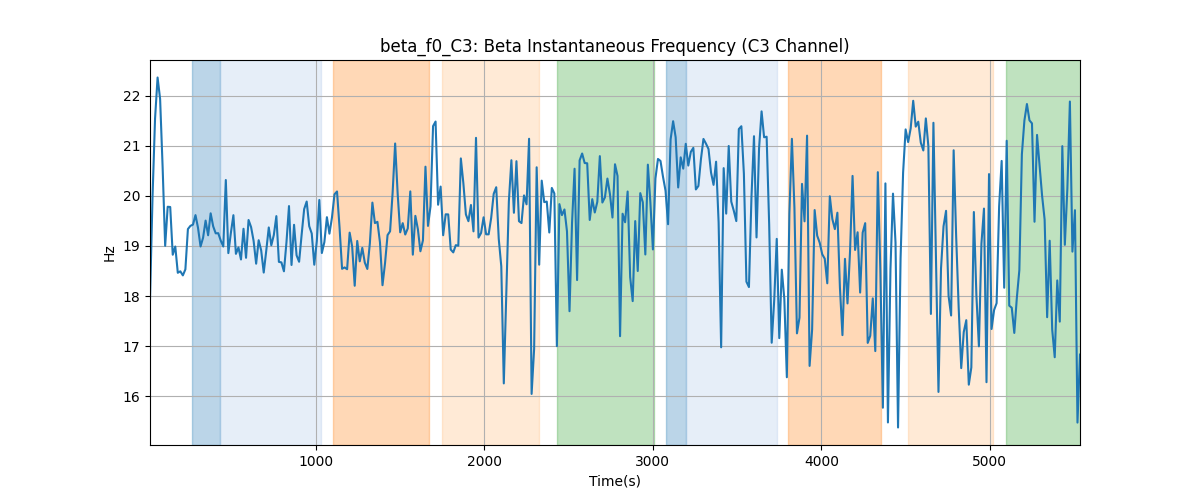 beta_f0_C3: Beta Instantaneous Frequency (C3 Channel)
22
21
20
19
18
17
16
Hz
1000 2000 3000 4000 5000
Time(s)